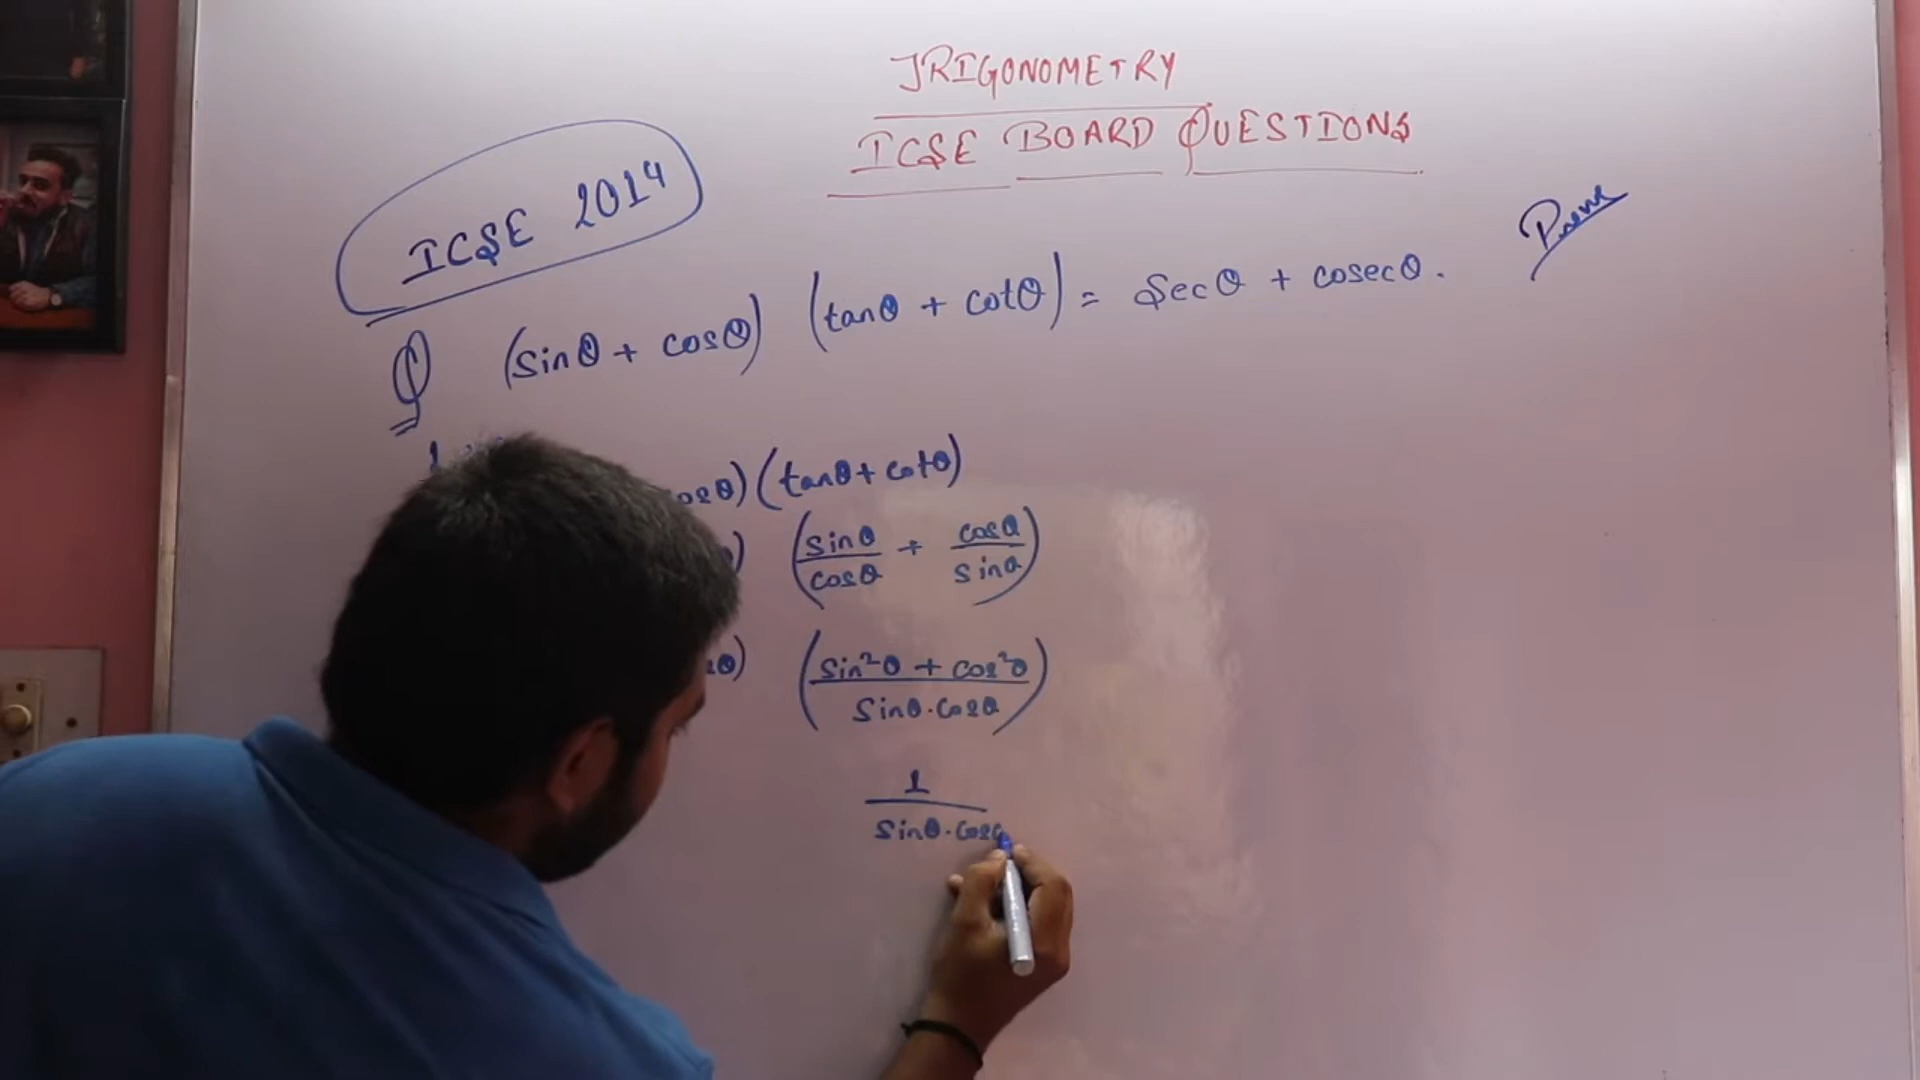 TRIGONOMETRY
ICSE BOARD QUESTIONS
ICSE 2014
Prove
Q (sinθ + cosθ) (tanθ + cotθ) = secθ + cosecθ.
cosθ) (tanθ + cotθ)
) (sinθ/cosθ + cosθ/sinθ)
θ) (sin²θ + cos²θ / sinθ.cosθ)
1 / sinθ.cosθ